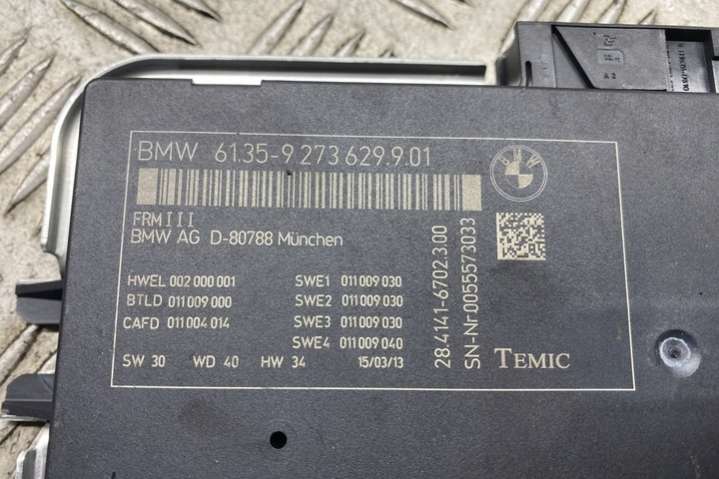 BMW 61.35-9 273 629.9.01
BMW
FRM III
BMW AG D-80788 München
HWEL 002 000 001
BTLD 011 009 000
CAFD 011 004 014
SWE1 011 009 030
SWE2 011 009 030
SWE3 011 009 030
SWE4 011 009 040
SW 30 WD 40 HW 34 15/03/13
28.4141-6702.3.00
SN-Nr 0055573033
TEMIC